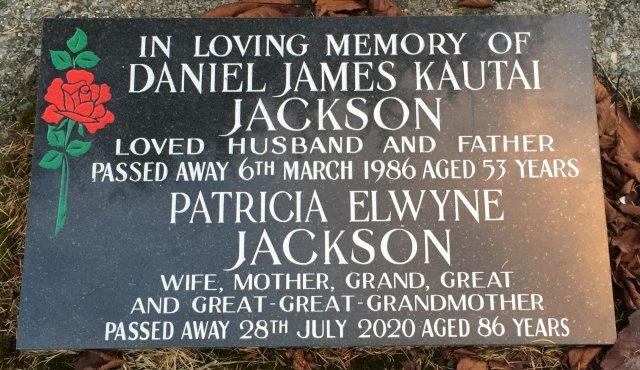 IN LOVING MEMORY OF
DANIEL JAMES KAUTAI
JACKSON
LOVED HUSBAND AND FATHER
PASSED AWAY 6TH MARCH 1986 AGED 53 YEARS
PATRICIA ELWYNE
JACKSON
WIFE, MOTHER, GRAND, GREAT
AND GREAT-GREAT-GRANDMOTHER
PASSED AWAY 28TH JULY 2020 AGED 86 YEARS